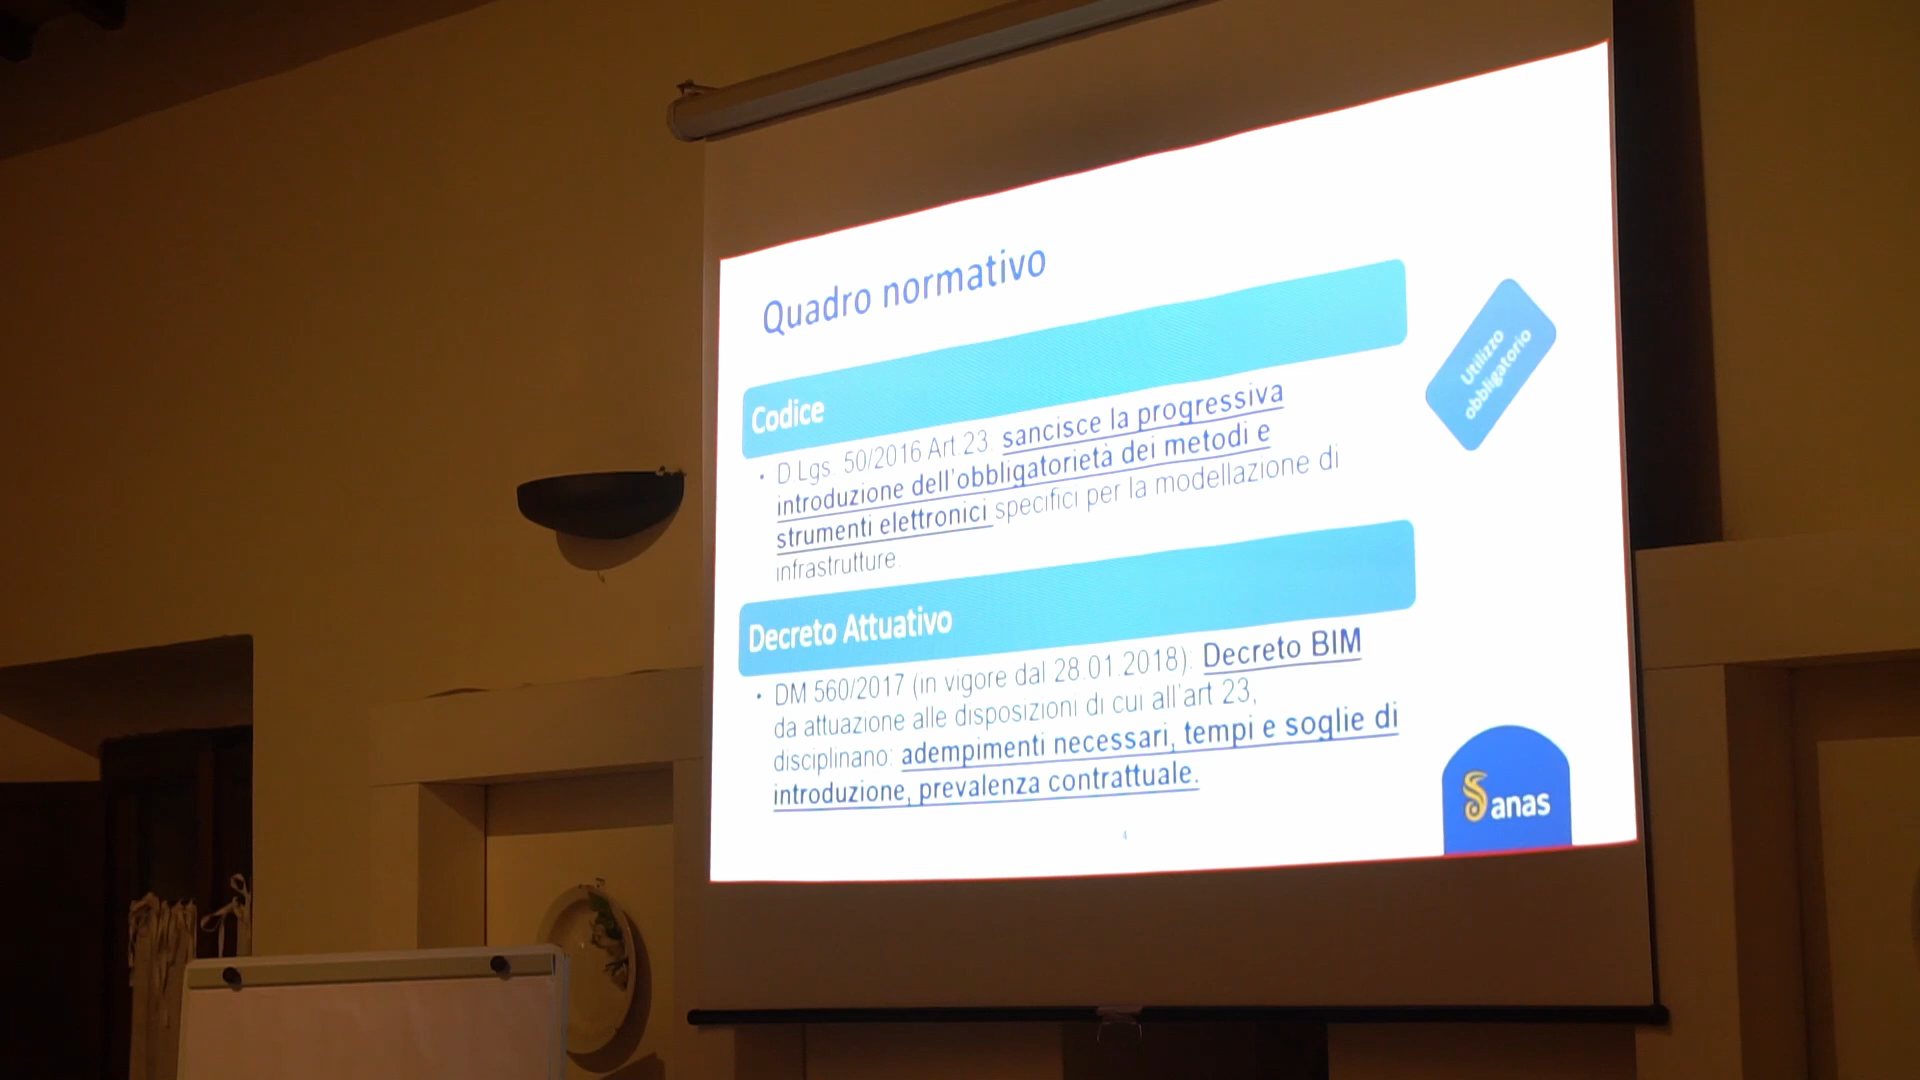 Quadro normativo
Utilizzo
obbligatorio
Codice
• D.Lgs. 50/2016 Art 23: sancisce la progressiva
introduzione dell'obbligatorietà dei metodi e
strumenti elettronici specifici per la modellazione di
infrastrutture.
Decreto Attuativo
• DM 560/2017 (in vigore dal 28.01.2018): Decreto BIM
da attuazione alle disposizioni di cui all'art 23,
disciplinano: adempimenti necessari, tempi e soglie di
introduzione, prevalenza contrattuale.
4
anas